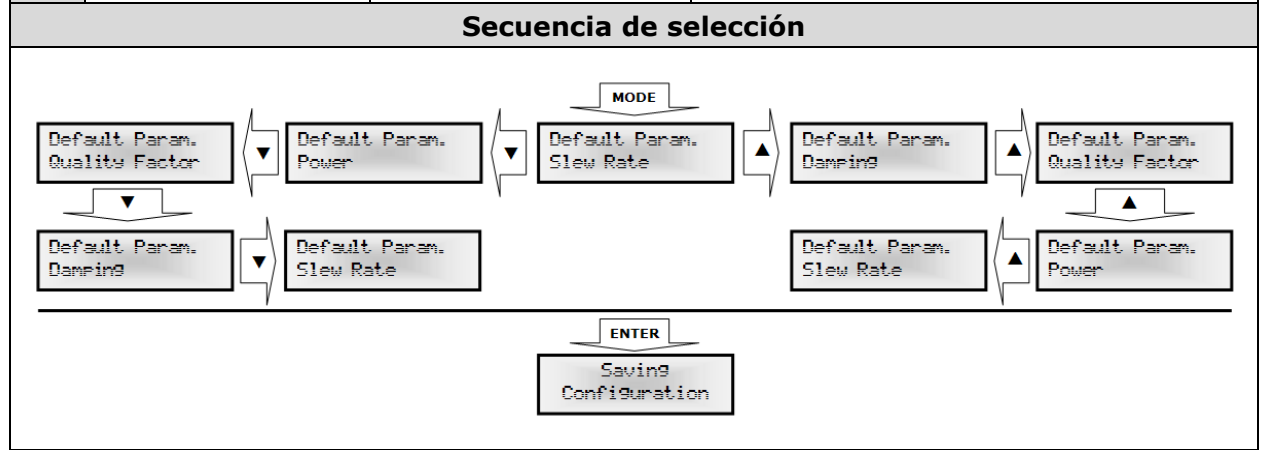 Secuencia de selección
MODE
Default Param.
Quality Factor
▼
Default Param.
Power
▼
Default Param.
Slew Rate
▲
Default Param.
Damping
▲
Default Param.
Quality Factor
▼
▲
Default Param.
Damping
▼
Default Param.
Slew Rate
Default Param.
Slew Rate
▲
Default Param.
Power
ENTER
Saving
Configuration